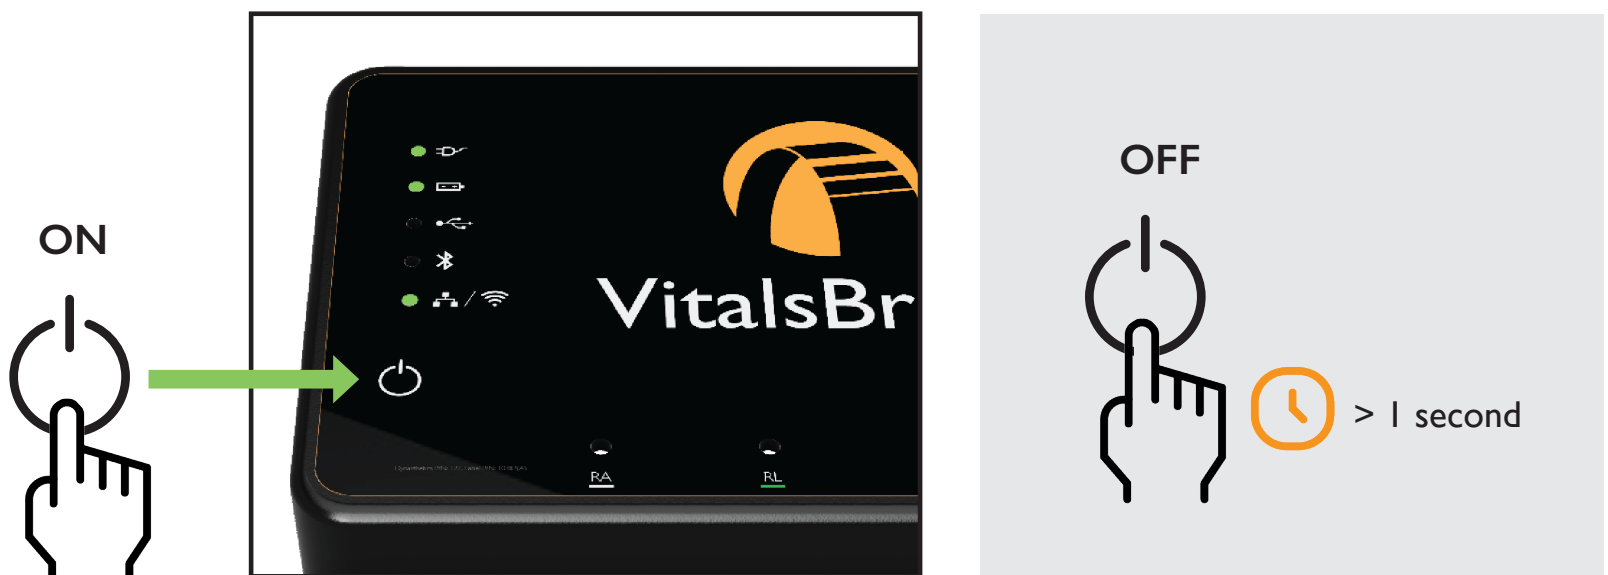 ON
VitalsBr
RA
RL
OFF
> 1 second